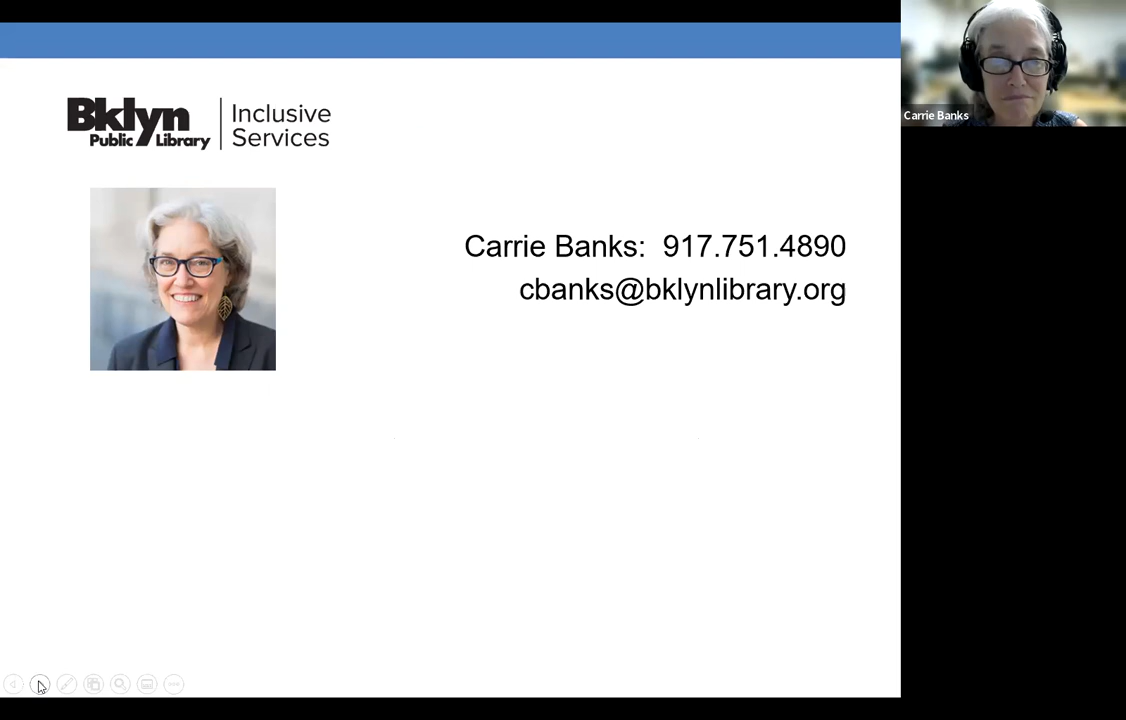 Bklyn
Public Library
Inclusive
Services
Carrie Banks: 917.751.4890
cbanks@bklynlibrary.org
Carrie Banks